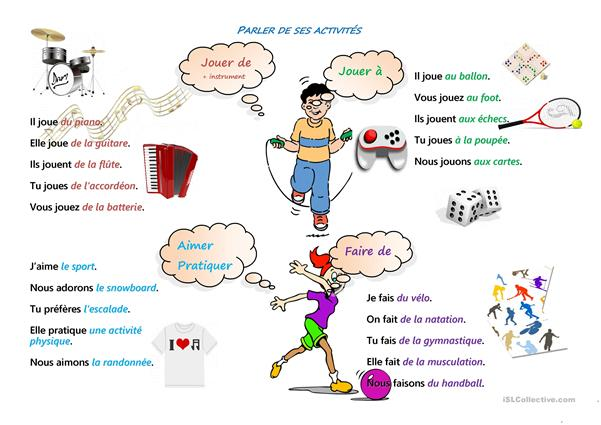 PARLER DE SES ACTIVITÉS
Jouer de
+ instrument
Il joue du piano.
Elle joue de la guitare.
Ils jouent de la flûte.
Tu joues de l'accordéon.
Vous jouez de la batterie.
Jouer à
Il joue au ballon.
Vous jouez au foot.
Ils jouent aux échecs.
Tu joues à la poupée.
Nous jouons aux cartes.
Aimer
Pratiquer
J'aime le sport.
Nous adorons le snowboard.
Tu préfères l'escalade.
Elle pratique une activité
physique.
Nous aimons la randonnée.
I
Faire de
Je fais du vélo.
On fait de la natation.
Tu fais de la gymnastique.
Elle fait de la musculation.
Nous faisons du handball.
iSLCollective.com